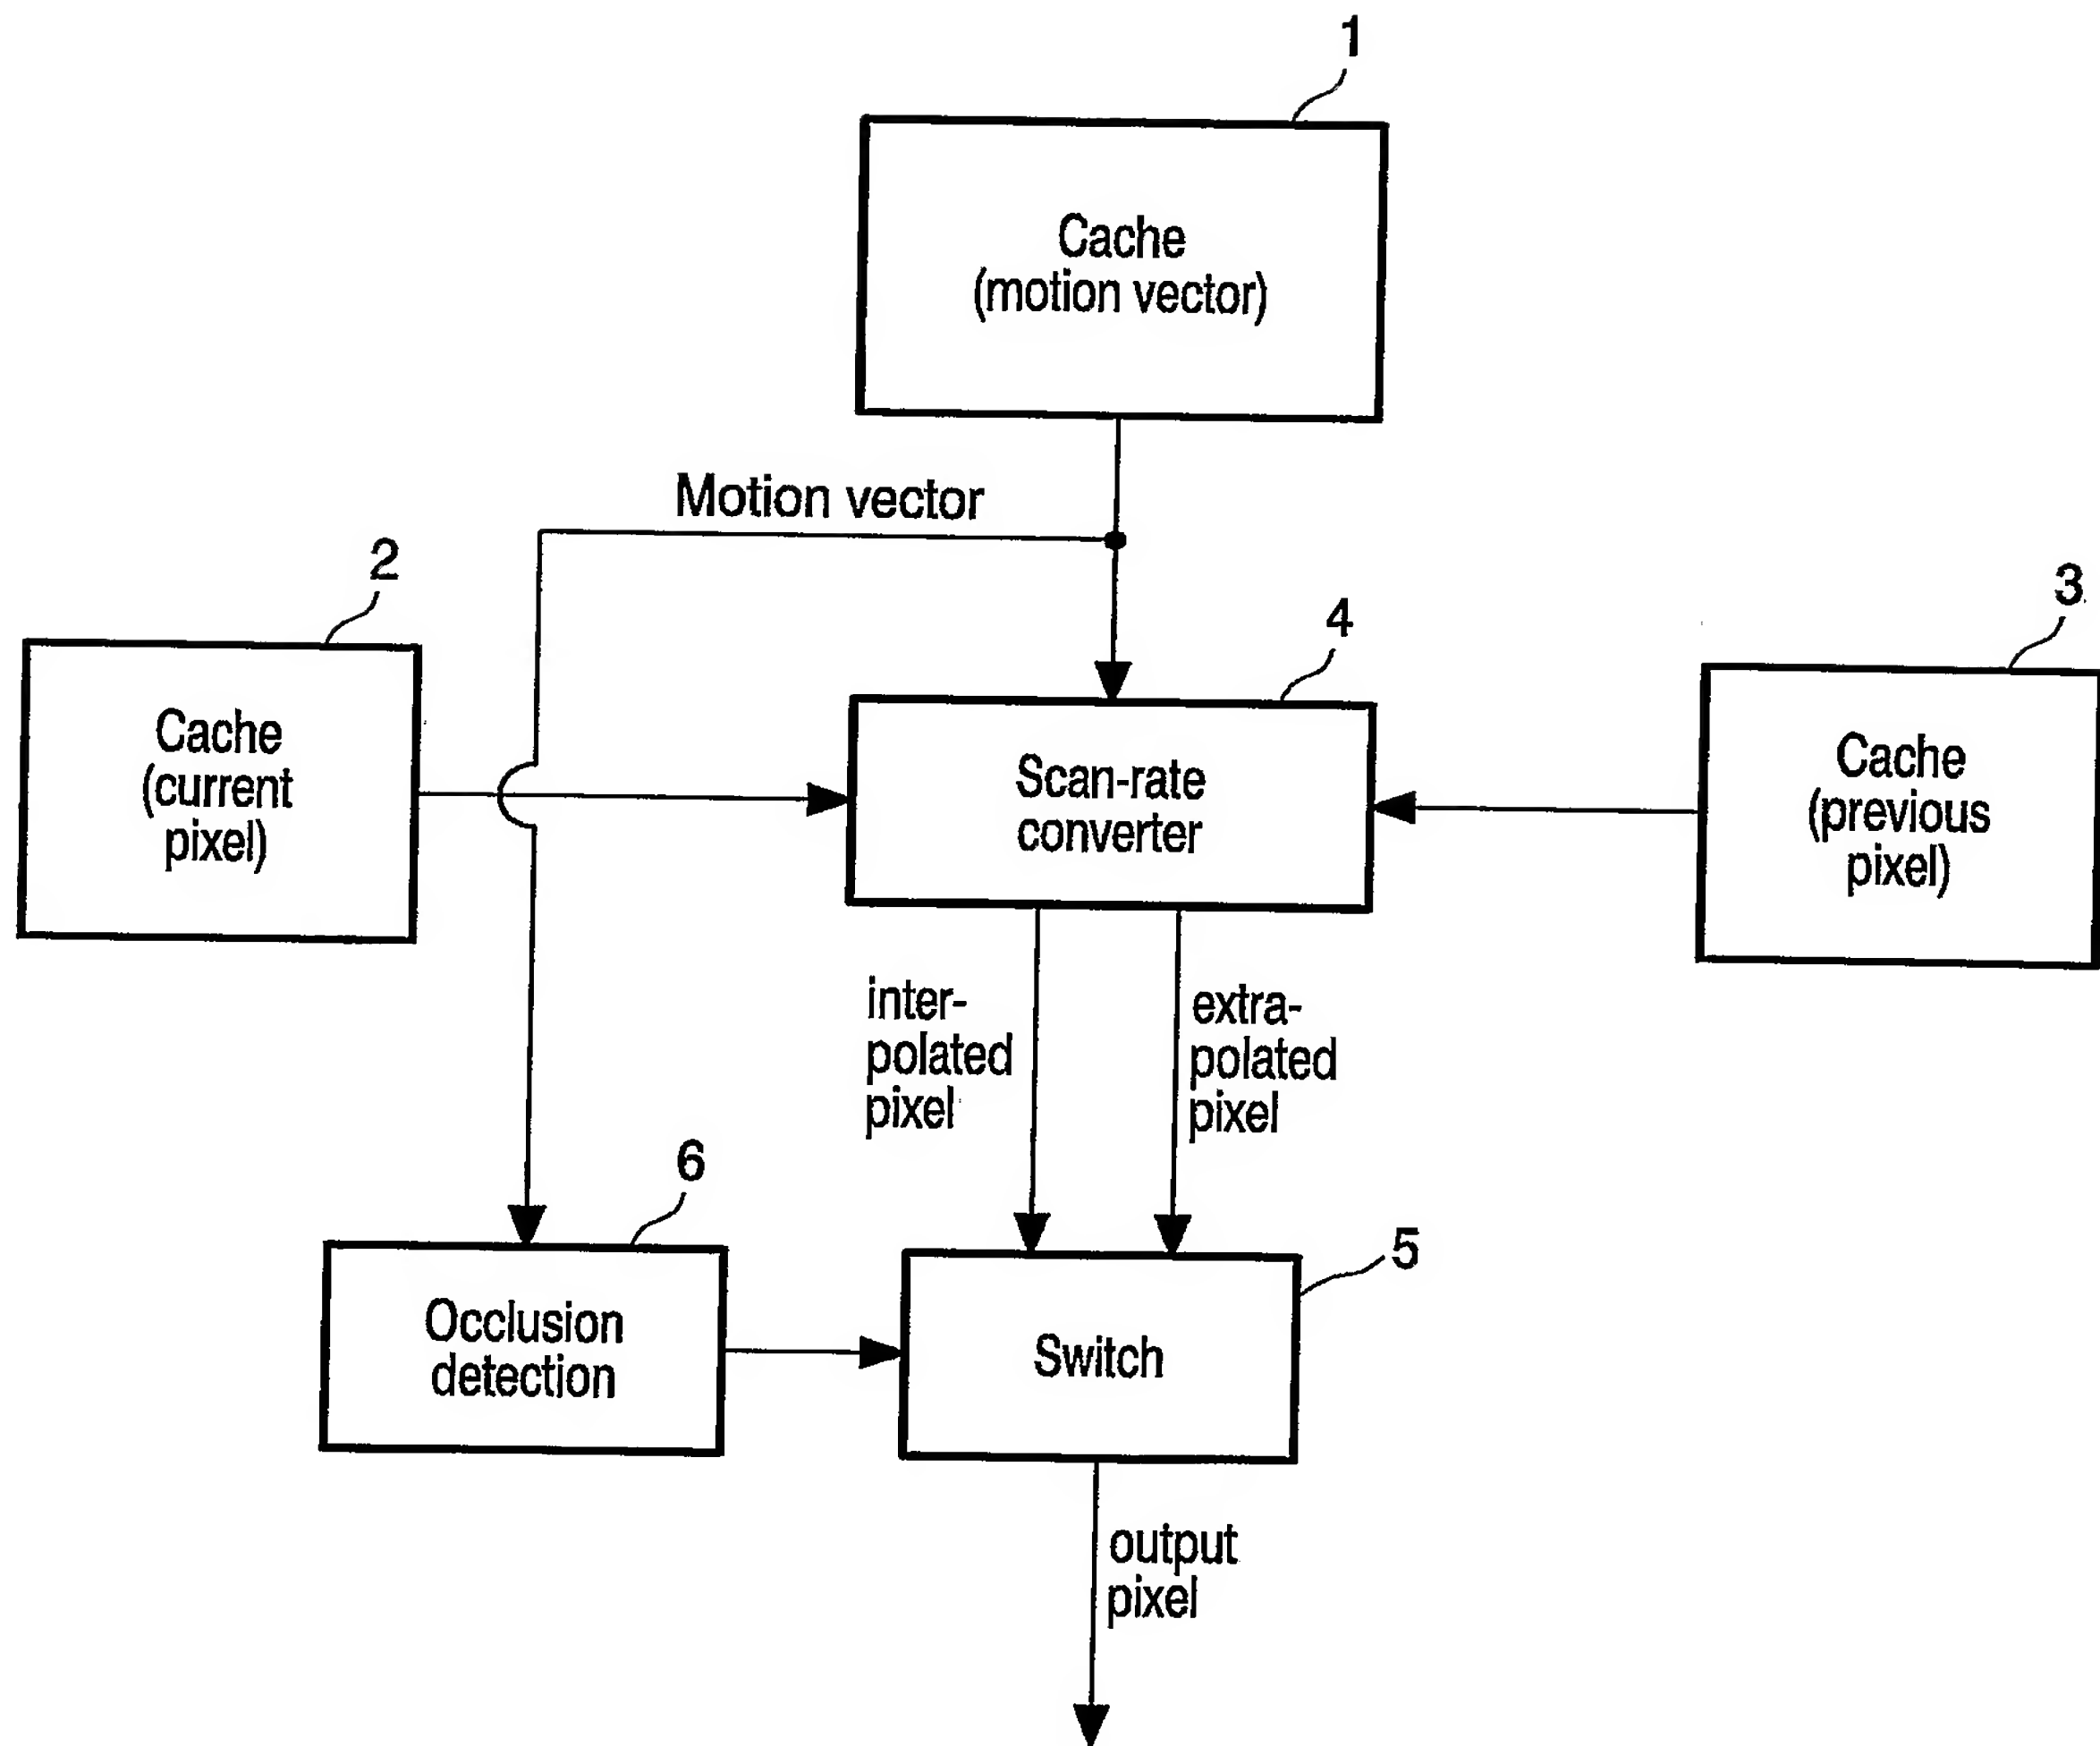 1
Cache
(motion vector)
Motion vector
2
Cache
(current
pixel)
4
Scan-rate
converter
3
Cache
(previous
pixel)
inter-
polated
pixel
extra-
polated
pixel
6
Occlusion
detection
5
Switch
output
pixel